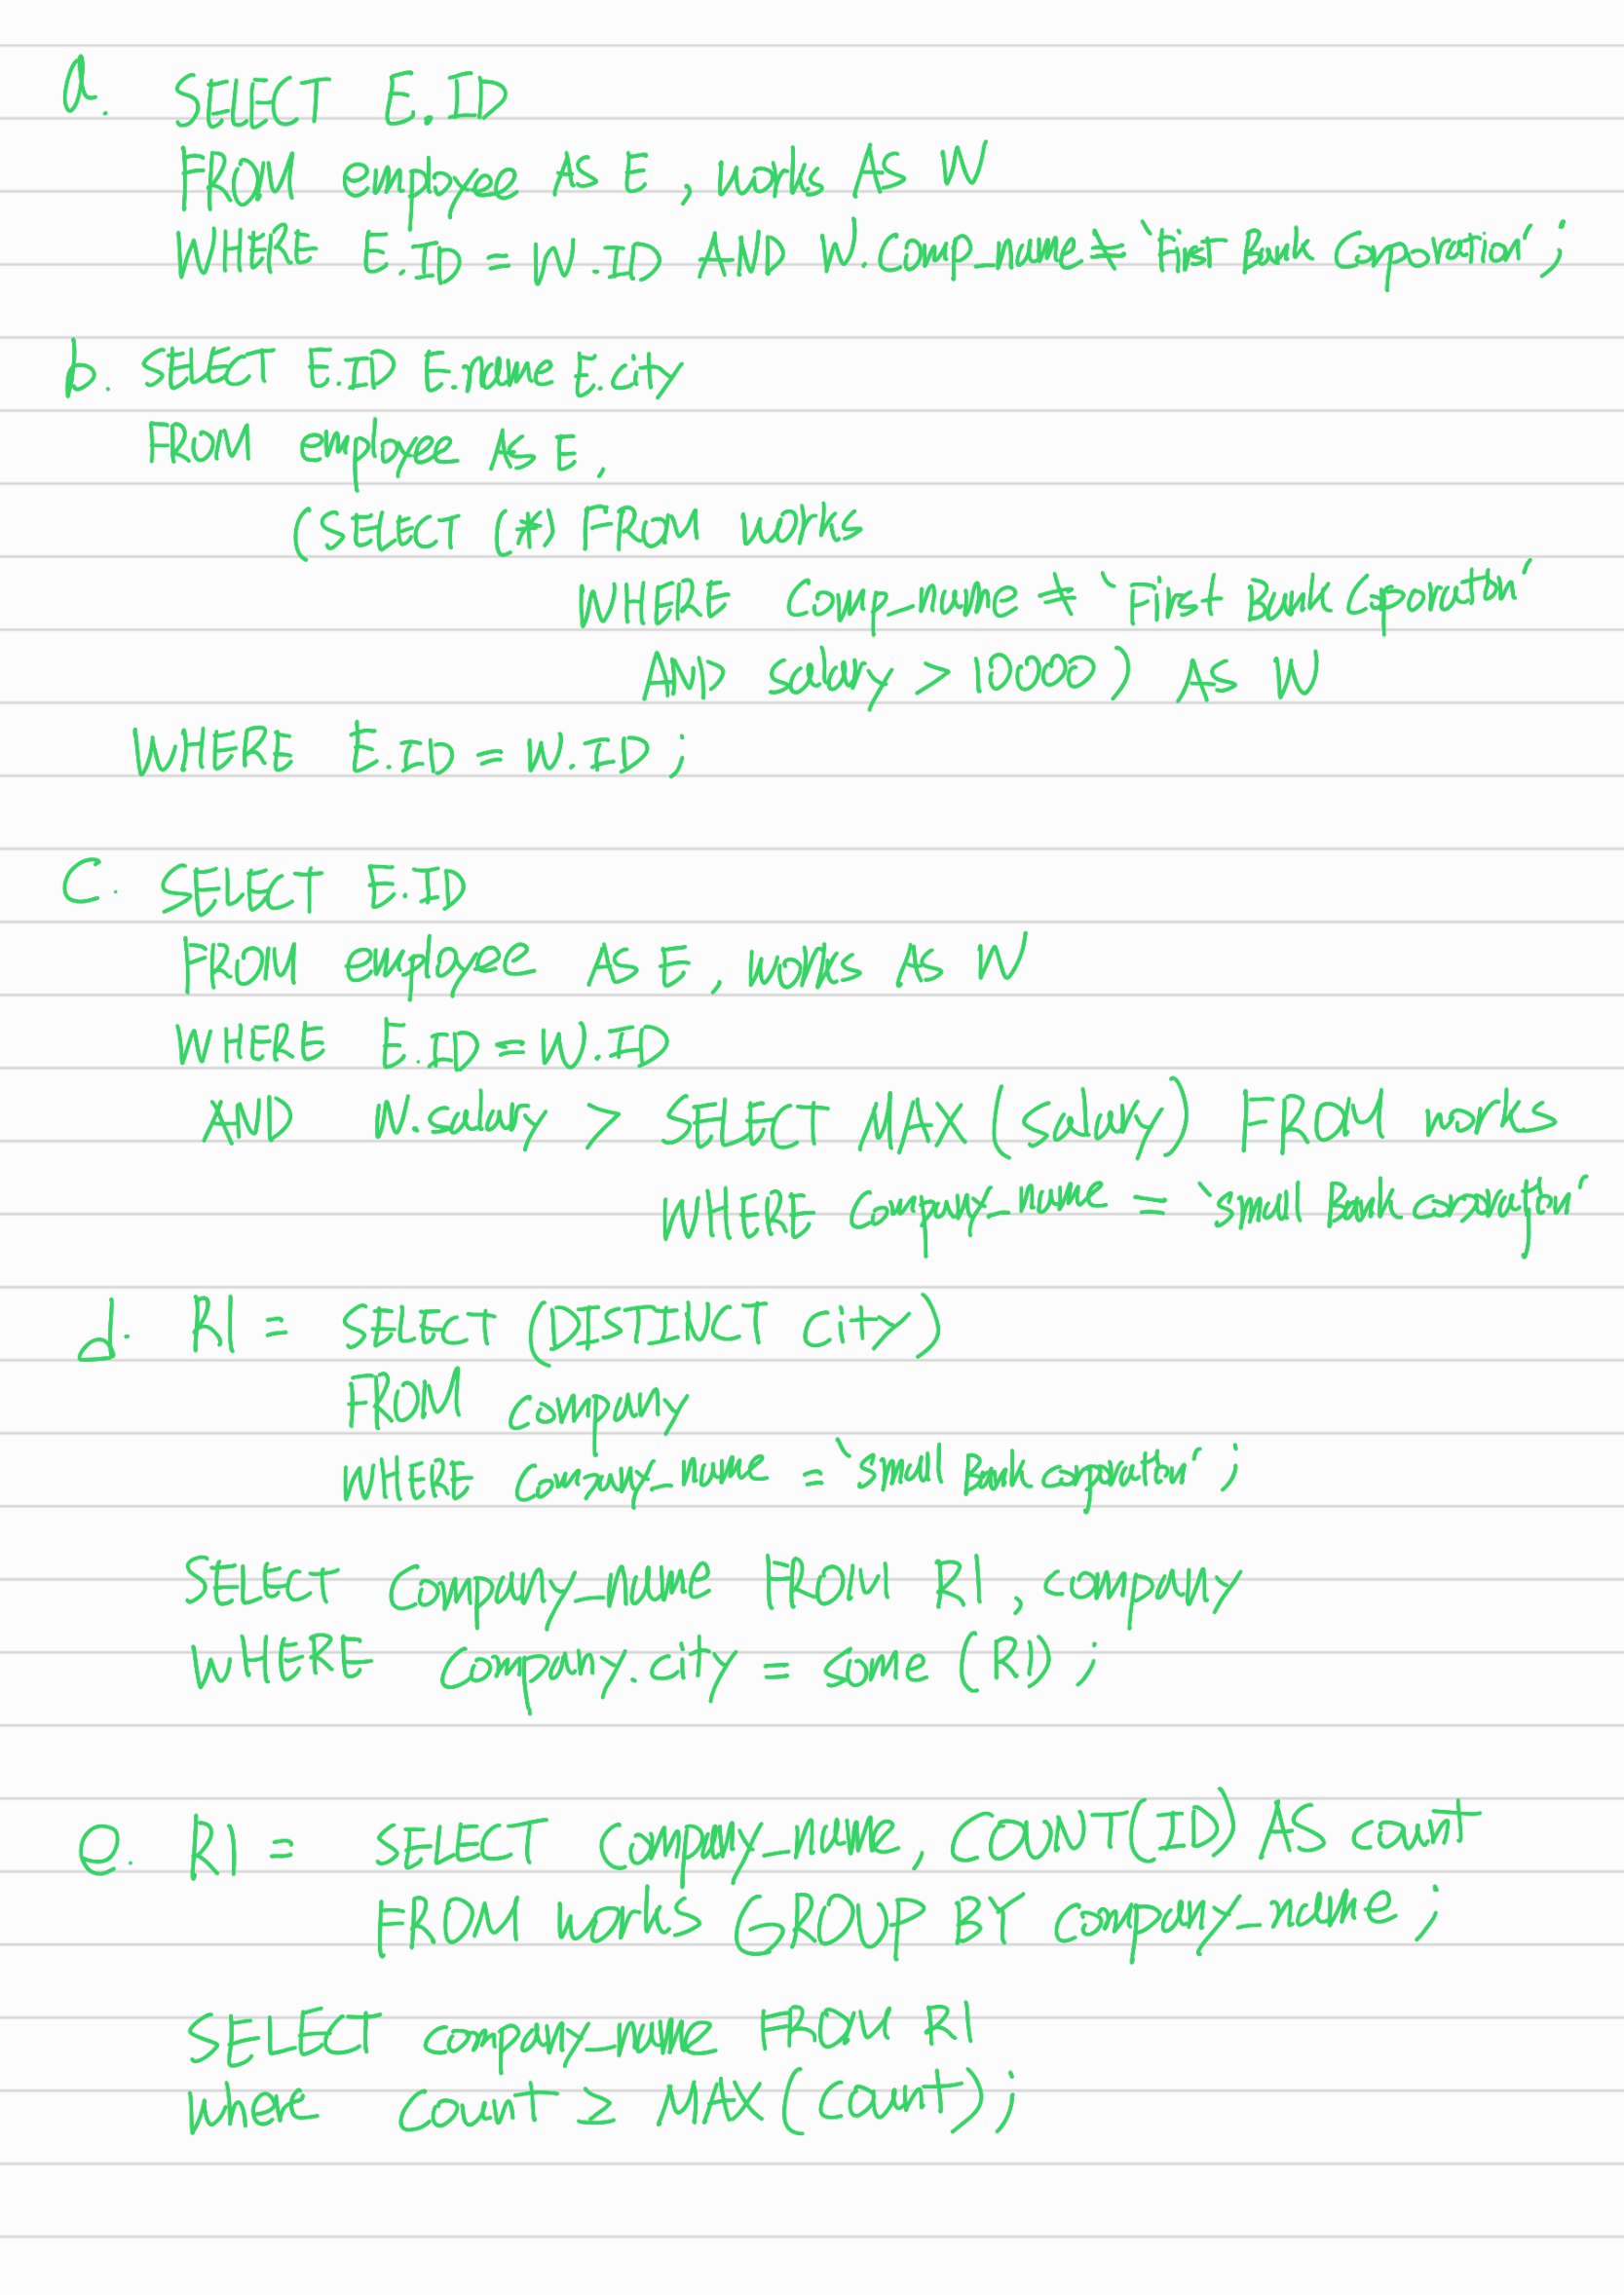 a. SELECT E.ID
FROM employee AS E, works AS W
WHERE E.ID = W.ID AND W.comp_name ≠ `First Bank Corporation';
b. SELECT E.ID E.name E.city
FROM employee AS E,
(SELECT (*) FROM works
WHERE Comp_name ≠ `First Bank Cporation'
AND salary > 10000) AS W
WHERE E.ID = W.ID;
C. SELECT E.ID
FROM employee AS E, works AS W
WHERE E.ID = W.ID
AND W.salary > SELECT MAX(salary) FROM works
WHERE company_name = `small Bank corporation'
d. R1 = SELECT (DISTINCT city)
FROM company
WHERE company_name = `small Bank corporation';
SELECT company_name FROM R1, company
WHERE company.city = some (R1);
e. R1 = SELECT company_name, COUNT(ID) AS count
FROM works GROUP BY company_name;
SELECT company_name FROM R1
where count ≥ MAX(count);